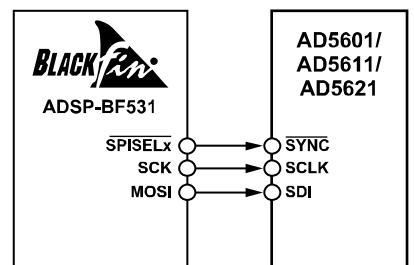 BLACKfin
ADSP-BF531
SPISELx
SCK
MOSI
AD5601/
AD5611/
AD5621
SYNC
SCLK
SDI